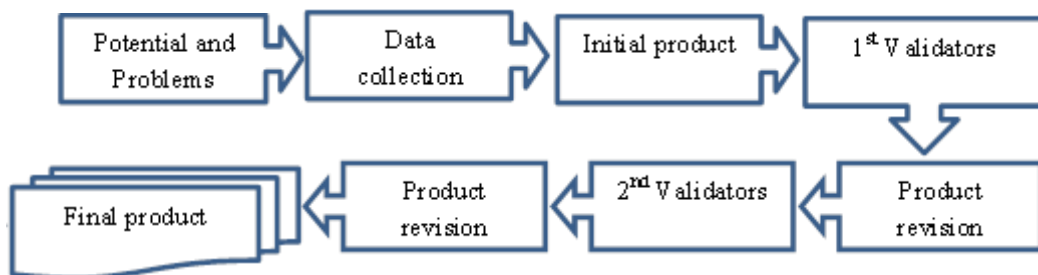 Potential and
Problems
Data
collection
Initial product
1st Validators
Final product
Product
revision
2nd Validators
Product
revision